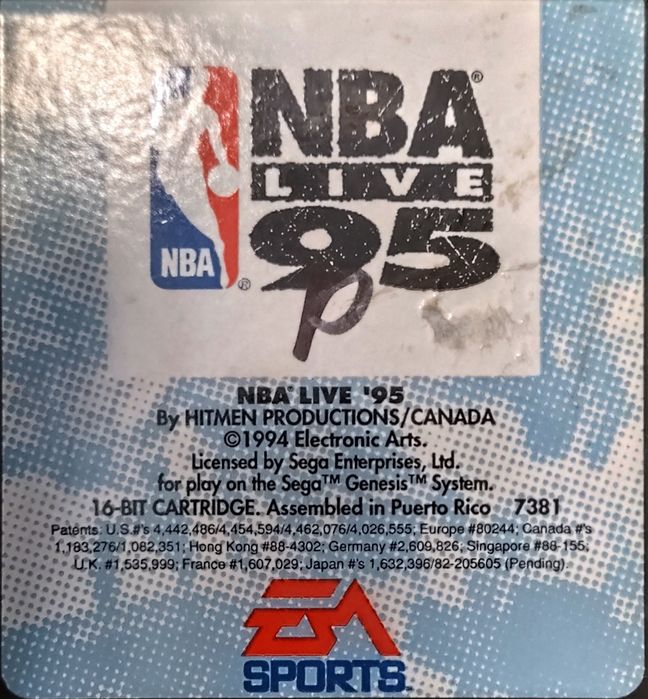 NBA®
LIVE
95
NBA®
p
NBA® LIVE '95
By HITMEN PRODUCTIONS/CANADA
©1994 Electronic Arts.
Licensed by Sega Enterprises, Ltd.
for play on the Sega™ Genesis™ System.
16-BIT CARTRIDGE. Assembled in Puerto Rico 7381
Patents: U.S.#'s 4,442,486/4,454,594/4,462,076/4,026,555; Europe #80244; Canada #'s
1,183,276/1,082,351; Hong Kong #88-4302; Germany #2,609,826; Singapore #88-155;
U.K. #1,535,999; France #1,607,029; Japan #'s 1,632,396/82-205605 (Pending).
EA
SPORTS™